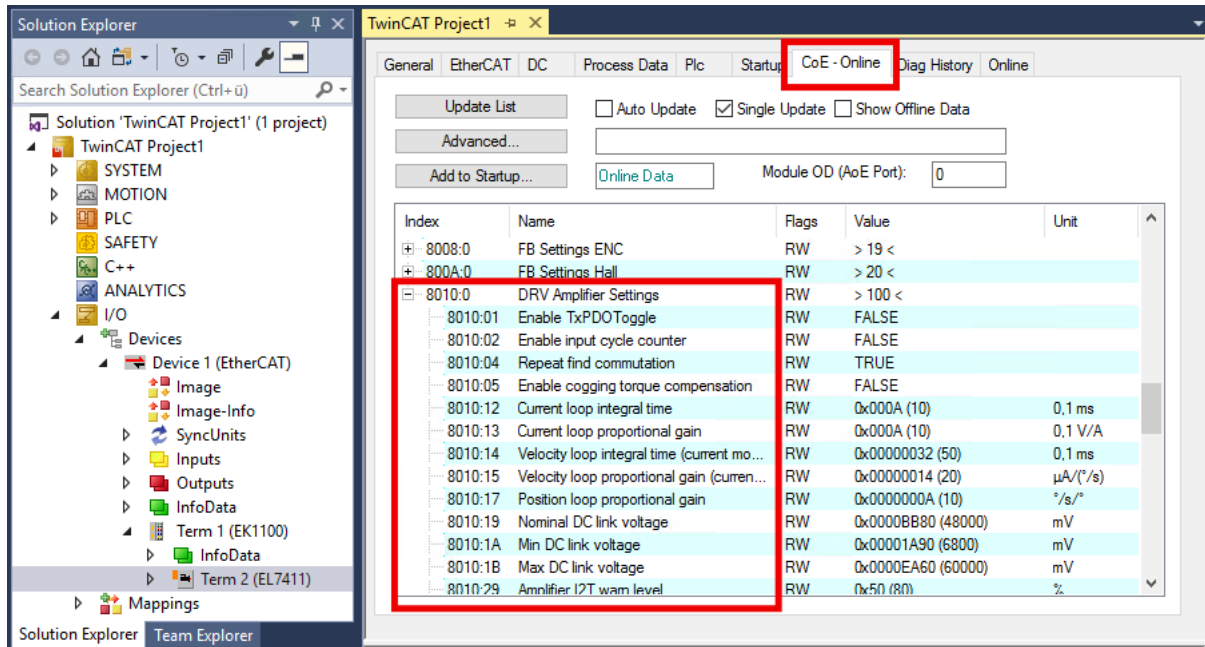 Solution Explorer
Search Solution Explorer (Ctrl+ü)
Solution 'TwinCAT Project1' (1 project)
TwinCAT Project1
SYSTEM
MOTION
PLC
SAFETY
C++
ANALYTICS
I/O
Devices
Device 1 (EtherCAT)
Image
Image-Info
SyncUnits
Inputs
Outputs
InfoData
Term 1 (EK1100)
InfoData
Term 2 (EL7411)
Mappings
Solution Explorer Team Explorer
TwinCAT Project1
General EtherCAT DC Process Data Plc Startup CoE - Online Diag History Online
Update List Auto Update Single Update Show Offline Data
Advanced...
Add to Startup... Online Data Module OD (AoE Port): 0
Index Name Flags Value Unit
8008:0 FB Settings ENC RW > 19 <
800A:0 FB Settings Hall RW > 20 <
8010:0 DRV Amplifier Settings RW > 100 <
8010:01 Enable TxPDOToggle RW FALSE
8010:02 Enable input cycle counter RW FALSE
8010:04 Repeat find commutation RW TRUE
8010:05 Enable cogging torque compensation RW FALSE
8010:12 Current loop integral time RW 0x000A (10) 0,1 ms
8010:13 Current loop proportional gain RW 0x000A (10) 0,1 V/A
8010:14 Velocity loop integral time (current mo... RW 0x00000032 (50) 0,1 ms
8010:15 Velocity loop proportional gain (curren... RW 0x00000014 (20) µA/(°/s)
8010:17 Position loop proportional gain RW 0x0000000A (10) °/s/°
8010:19 Nominal DC link voltage RW 0x0000BB80 (48000) mV
8010:1A Min DC link voltage RW 0x00001A90 (6800) mV
8010:1B Max DC link voltage RW 0x0000EA60 (60000) mV
8010:29 Amplifier I2T warn level RW 0x50 (80) %